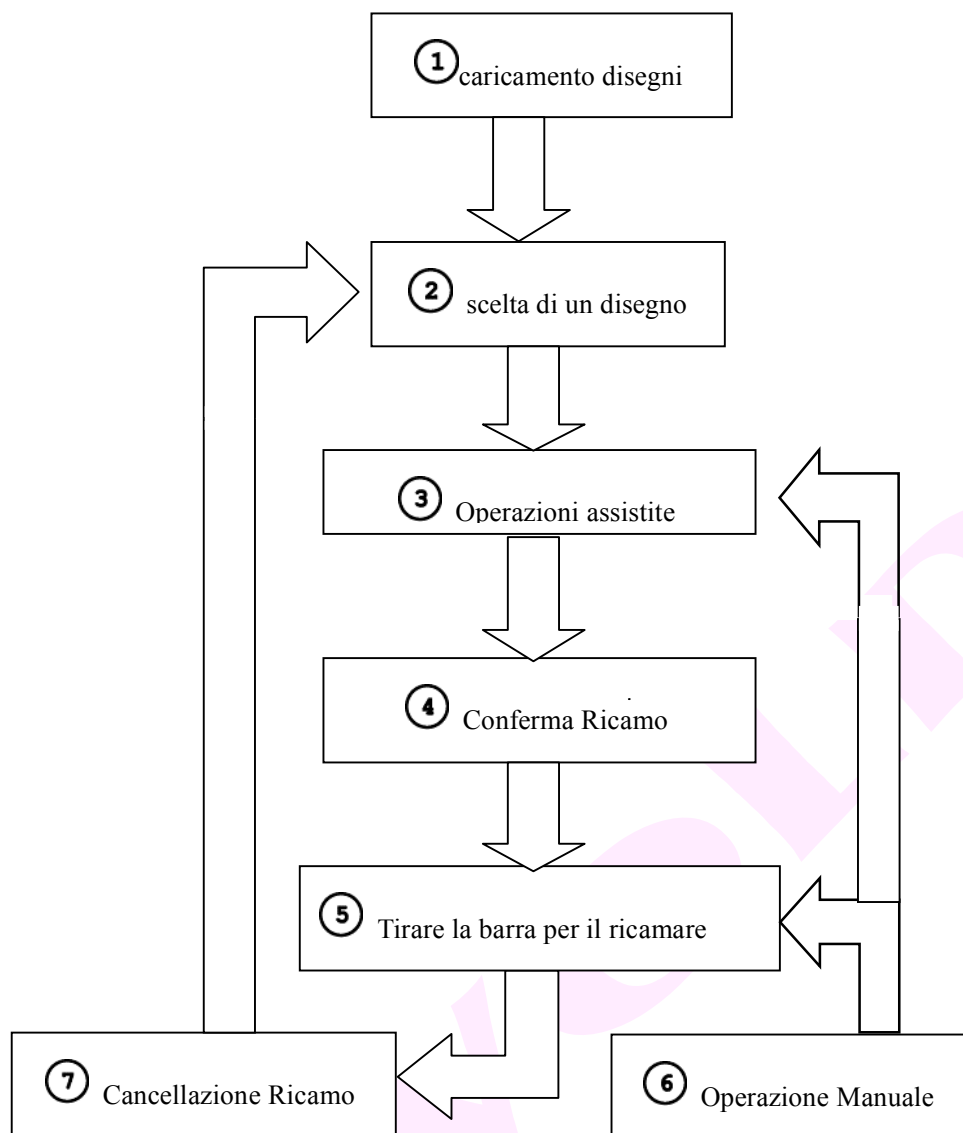 1 caricamento disegni
2 scelta di un disegno
3 Operazioni assistite
4 Conferma Ricamo
5 Tirare la barra per il ricamare
7 Cancellazione Ricamo
6 Operazione Manuale